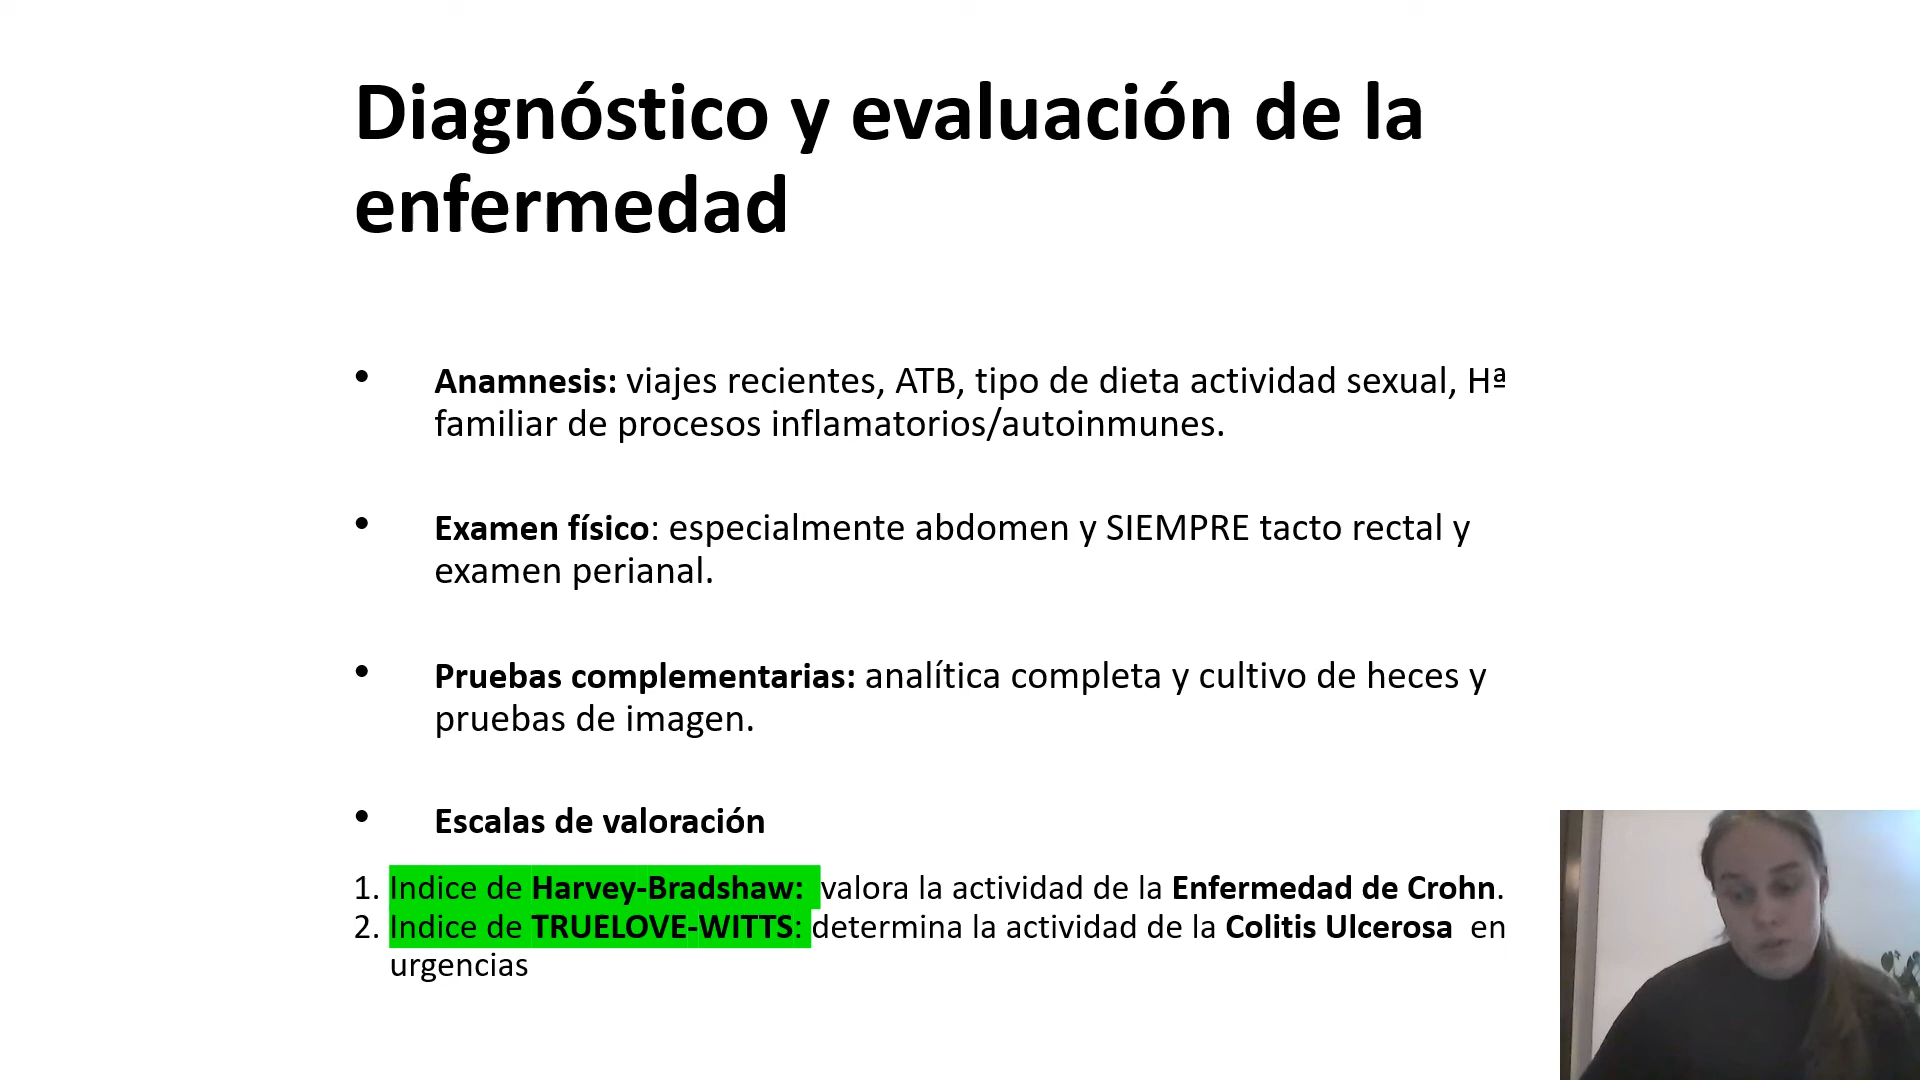 Diagnóstico y evaluación de la
enfermedad
• Anamnesis: viajes recientes, ATB, tipo de dieta actividad sexual, Hª
familiar de procesos inflamatorios/autoinmunes.
• Examen físico: especialmente abdomen y SIEMPRE tacto rectal y
examen perianal.
• Pruebas complementarias: analítica completa y cultivo de heces y
pruebas de imagen.
• Escalas de valoración
1. Indice de Harvey-Bradshaw: valora la actividad de la Enfermedad de Crohn.
2. Indice de TRUELOVE-WITTS: determina la actividad de la Colitis Ulcerosa en
urgencias